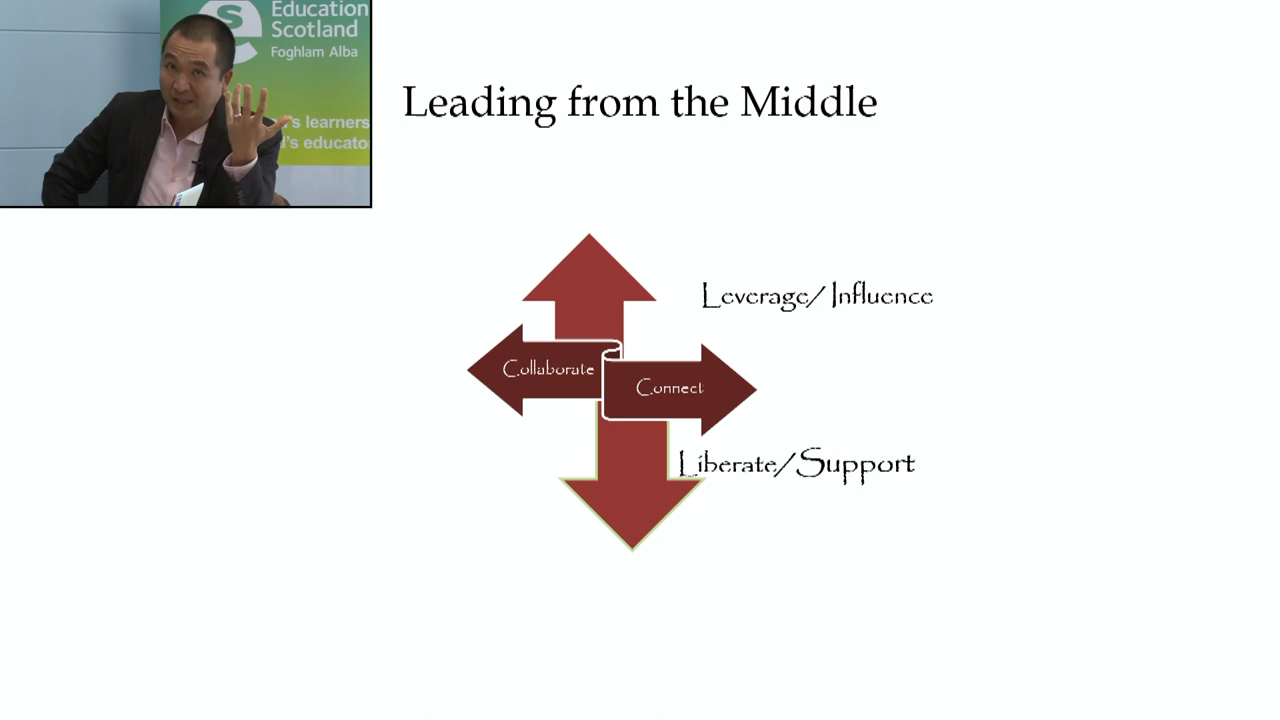 Education
Scotland
Foghlam Alba
's learners
d's educato
Leading from the Middle
Leverage/Influence
Collaborate
Connect
Liberate/Support